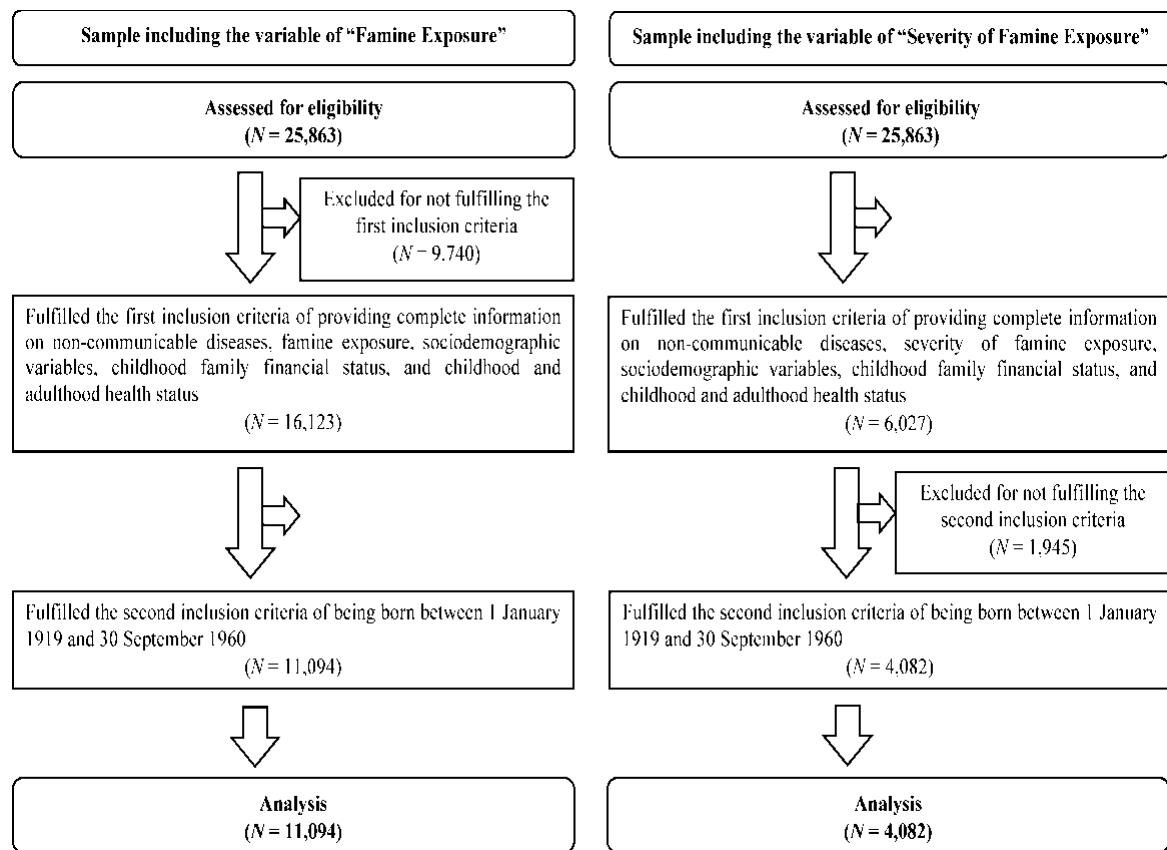 Sample including the variable of “Famine Exposure”
Assessed for eligibility
(N = 25,863)
Excluded for not fulfilling the
first inclusion criteria
(N = 9.740)
Fulfilled the first inclusion criteria of providing complete information
on non-communicable diseases, famine exposure, sociodemographic
variables, childhood family financial status, and childhood and
adulthood health status
(N = 16,123)
Fulfilled the second inclusion criteria of being born between 1 January
1919 and 30 September 1960
(N = 11,094)
Analysis
(N = 11,094)
Sample including the variable of “Severity of Famine Exposure”
Assessed for eligibility
(N = 25,863)
Fulfilled the first inclusion criteria of providing complete information
on non-communicable diseases, severity of famine exposure,
sociodemographic variables, childhood family financial status, and
childhood and adulthood health status
(N = 6,027)
Excluded for not fulfilling the
second inclusion criteria
(N = 1,945)
Fulfilled the second inclusion criteria of being born between 1 January
1919 and 30 September 1960
(N = 4,082)
Analysis
(N = 4,082)